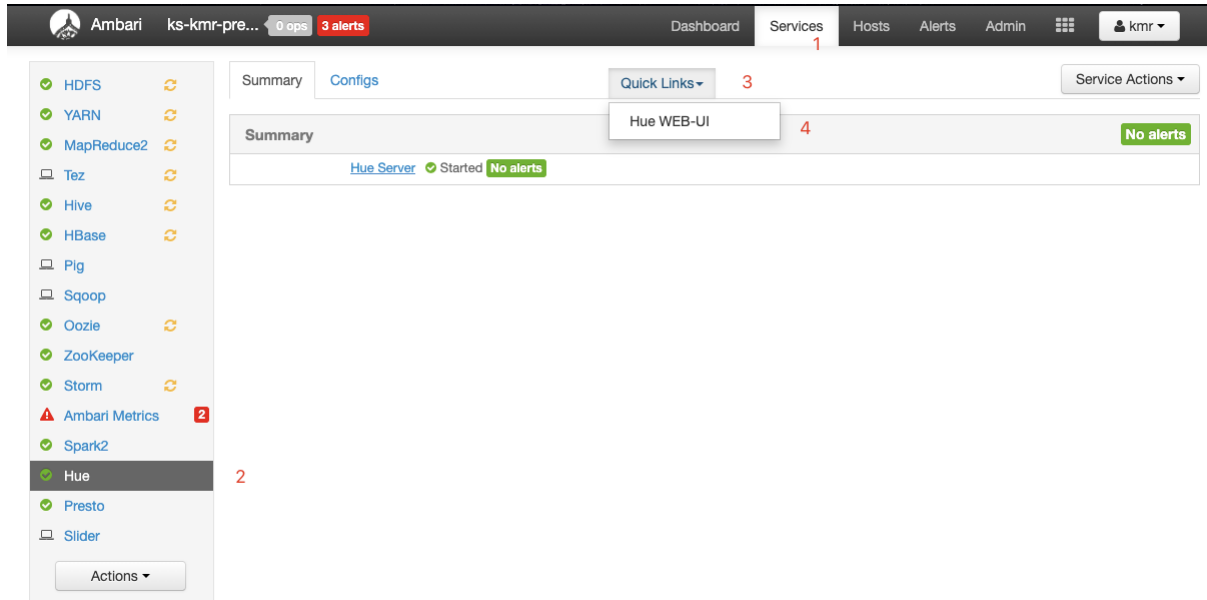 Ambari ks-kmr-pre... 0 ops 3 alerts Dashboard Services Hosts Alerts Admin kmr
1
HDFS
YARN
MapReduce2
Tez
Hive
HBase
Pig
Sqoop
Oozie
ZooKeeper
Storm
Ambari Metrics 2
Spark2
Hue 2
Presto
Slider
Actions
Summary Configs Quick Links 3 Service Actions
Hue WEB-UI 4
Summary No alerts
Hue Server Started No alerts